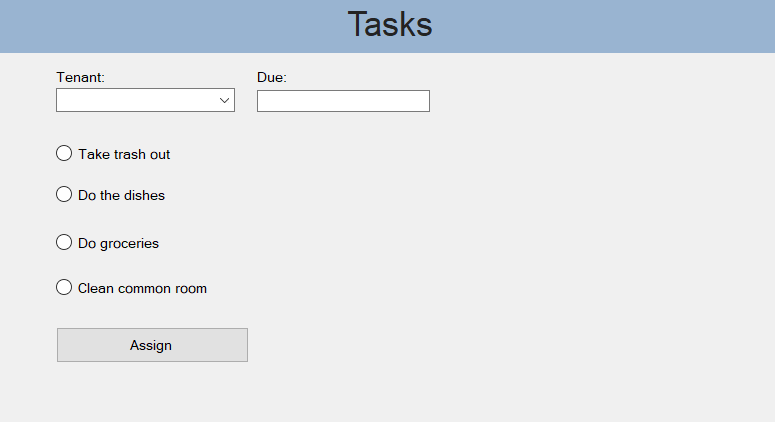 Tasks
Tenant: Due:
Take trash out
Do the dishes
Do groceries
Clean common room
Assign